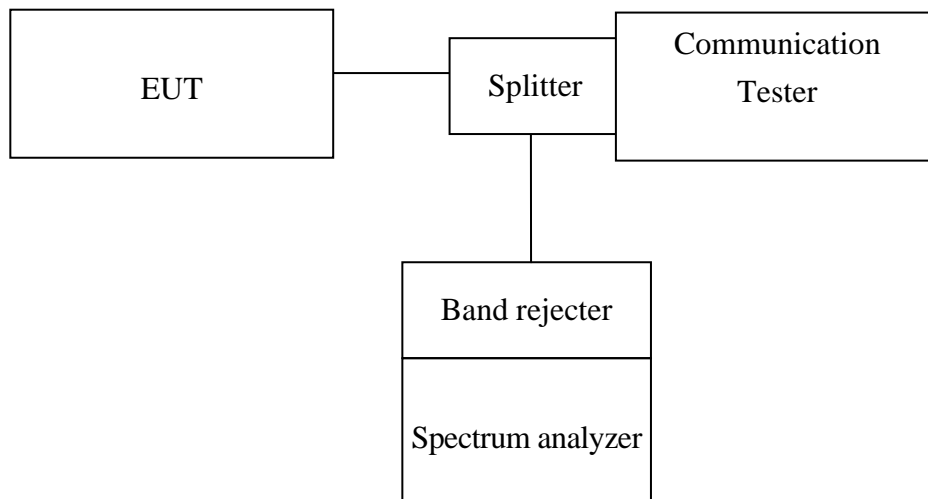 EUT
Splitter
Communication
Tester
Band rejecter
Spectrum analyzer